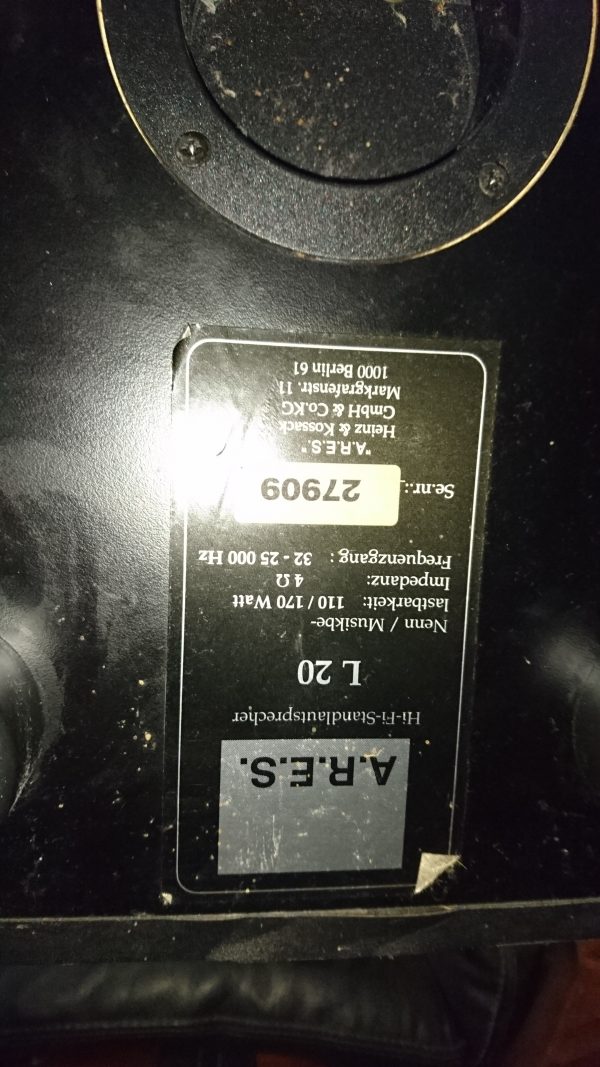 A.R.E.S.
Hi-Fi-Standlautsprecher
L 20
Nenn / Musikbe-
lastbarkeit: 110 / 170 Watt
Impedanz: 4 Ω
Frequenzgang : 32 - 25 000 Hz
Se.nr.: 27909
"A.R.E.S."
Heinz & Kossack
GmbH & Co.KG
Markgrafenstr. 11
1000 Berlin 61